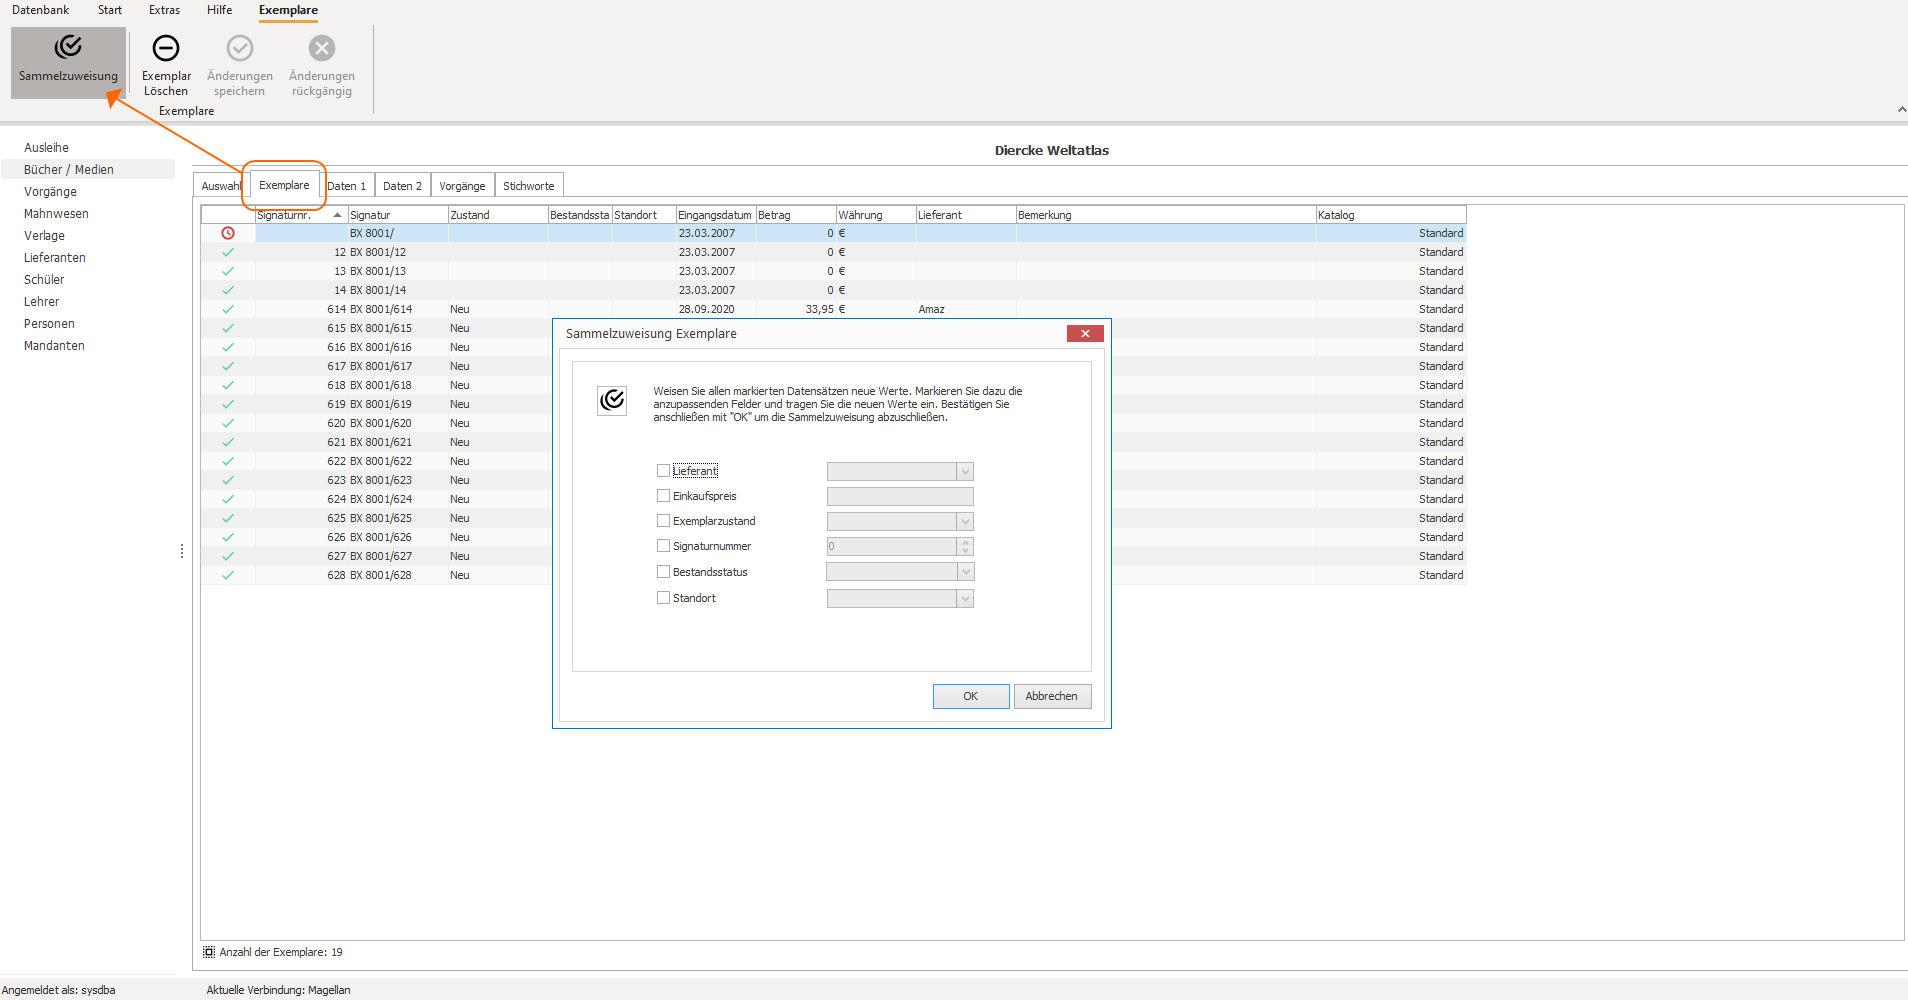 Datenbank Start Extras Hilfe Exemplare
Sammelzuweisung
Exemplar
Löschen
Änderungen
speichern
Änderungen
rückgängig
Exemplare
Ausleihe
Bücher / Medien
Vorgänge
Mahnwesen
Verlage
Lieferanten
Schüler
Lehrer
Personen
Mandanten
Diercke Weltatlas
Auswahl Exemplare Daten 1 Daten 2 Vorgänge Stichworte
Signaturnr. Signatur Zustand Bestandssta Standort Eingangsdatum Betrag Währung Lieferant Bemerkung Katalog
BX 8001/ 23.03.2007 0 € Standard
12 BX 8001/12 23.03.2007 0 € Standard
13 BX 8001/13 23.03.2007 0 € Standard
14 BX 8001/14 23.03.2007 0 € Standard
614 BX 8001/614 Neu 28.09.2020 33,95 € Amaz Standard
615 BX 8001/615 Neu Standard
616 BX 8001/616 Neu Standard
617 BX 8001/617 Neu Standard
618 BX 8001/618 Neu Standard
619 BX 8001/619 Neu Standard
620 BX 8001/620 Neu Standard
621 BX 8001/621 Neu Standard
622 BX 8001/622 Neu Standard
623 BX 8001/623 Neu Standard
624 BX 8001/624 Neu Standard
625 BX 8001/625 Neu Standard
626 BX 8001/626 Neu Standard
627 BX 8001/627 Neu Standard
628 BX 8001/628 Neu Standard
Sammelzuweisung Exemplare
Weisen Sie allen markierten Datensätzen neue Werte. Markieren Sie dazu die
anzupassenden Felder und tragen Sie die neuen Werte ein. Bestätigen Sie
anschließen mit "OK" um die Sammelzuweisung abzuschließen.
Lieferant
Einkaufspreis
Exemplarzustand
Signaturnummer 0
Bestandsstatus
Standort
OK Abbrechen
Anzahl der Exemplare: 19
Angemeldet als: sysdba Aktuelle Verbindung: Magellan